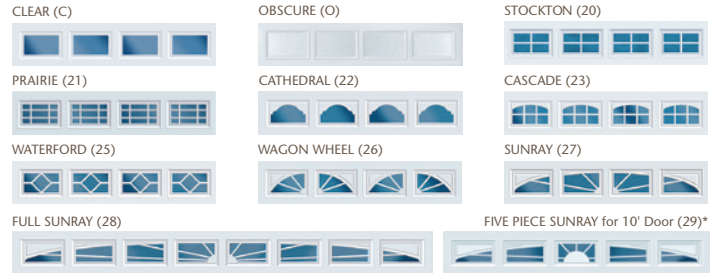 CLEAR (C)
OBSCURE (O)
STOCKTON (20)
PRAIRIE (21)
CATHEDRAL (22)
CASCADE (23)
WATERFORD (25)
WAGON WHEEL (26)
SUNRAY (27)
FULL SUNRAY (28)
FIVE PIECE SUNRAY for 10' Door (29)*